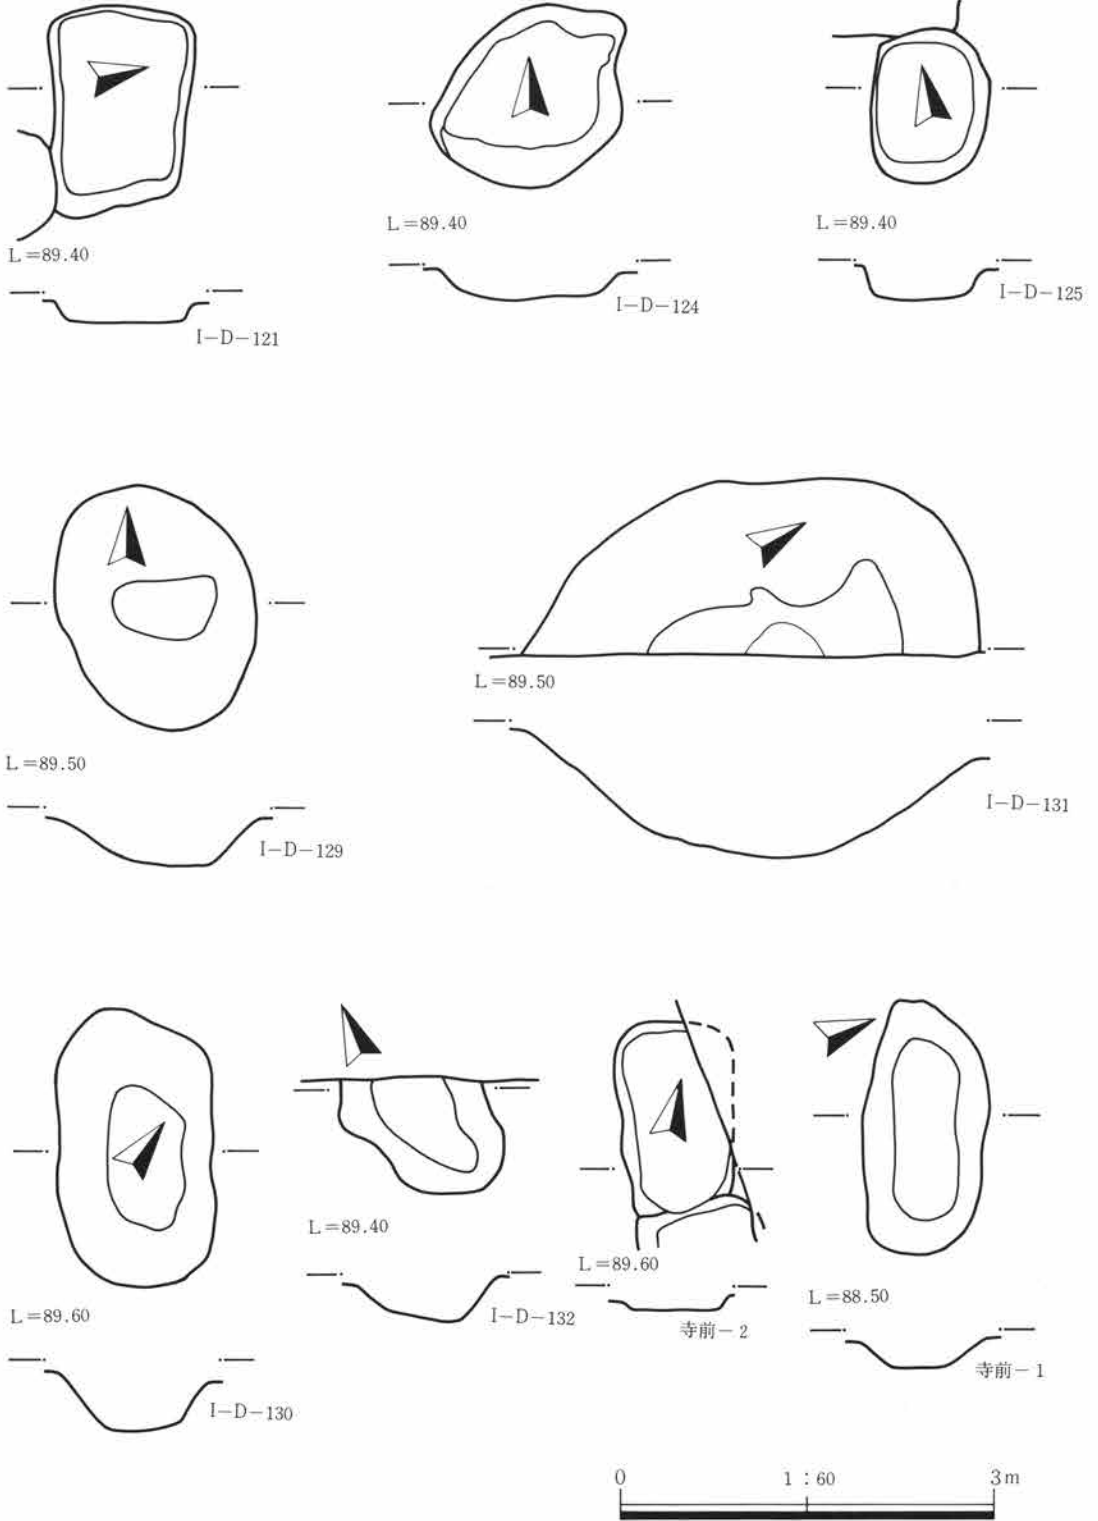 L=89.40
I-D-121
L=89.40
I-D-124
L=89.40
I-D-125
L=89.50
I-D-129
L=89.50
I-D-131
L=89.60
I-D-130
L=89.40
I-D-132
L=89.60
寺前-2
L=88.50
寺前-1
0 1:60 3m